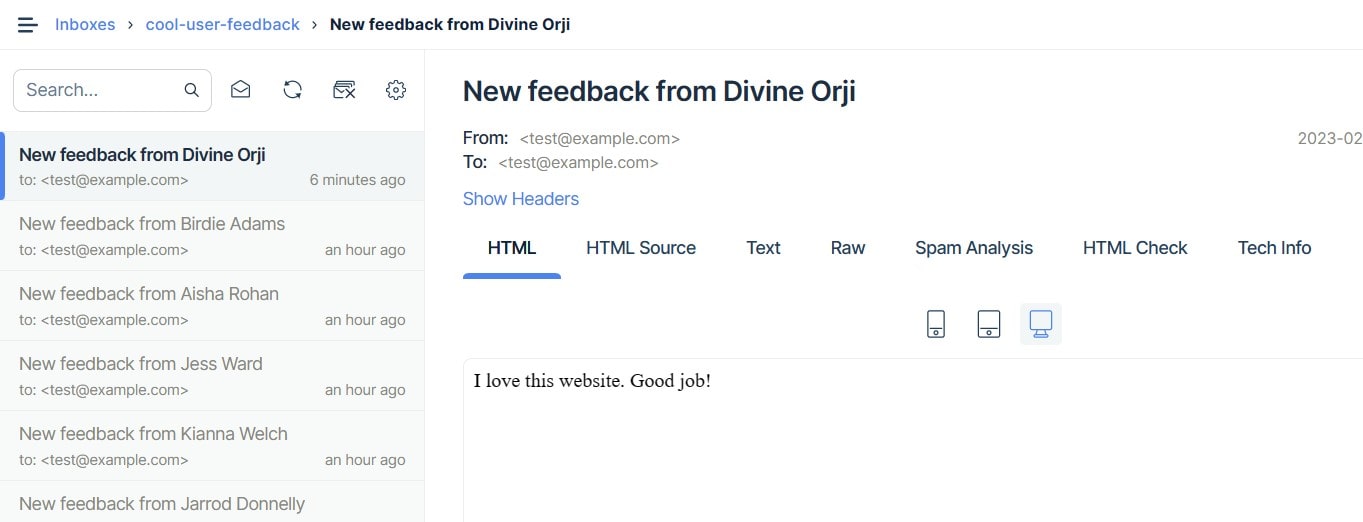 Inboxes › cool-user-feedback › New feedback from Divine Orji
Search...
New feedback from Divine Orji
to: <test@example.com> 6 minutes ago
New feedback from Birdie Adams
to: <test@example.com> an hour ago
New feedback from Aisha Rohan
to: <test@example.com> an hour ago
New feedback from Jess Ward
to: <test@example.com> an hour ago
New feedback from Kianna Welch
to: <test@example.com> an hour ago
New feedback from Jarrod Donnelly
New feedback from Divine Orji
From: <test@example.com> 2023-02
To: <test@example.com>
Show Headers
HTML HTML Source Text Raw Spam Analysis HTML Check Tech Info
I love this website. Good job!